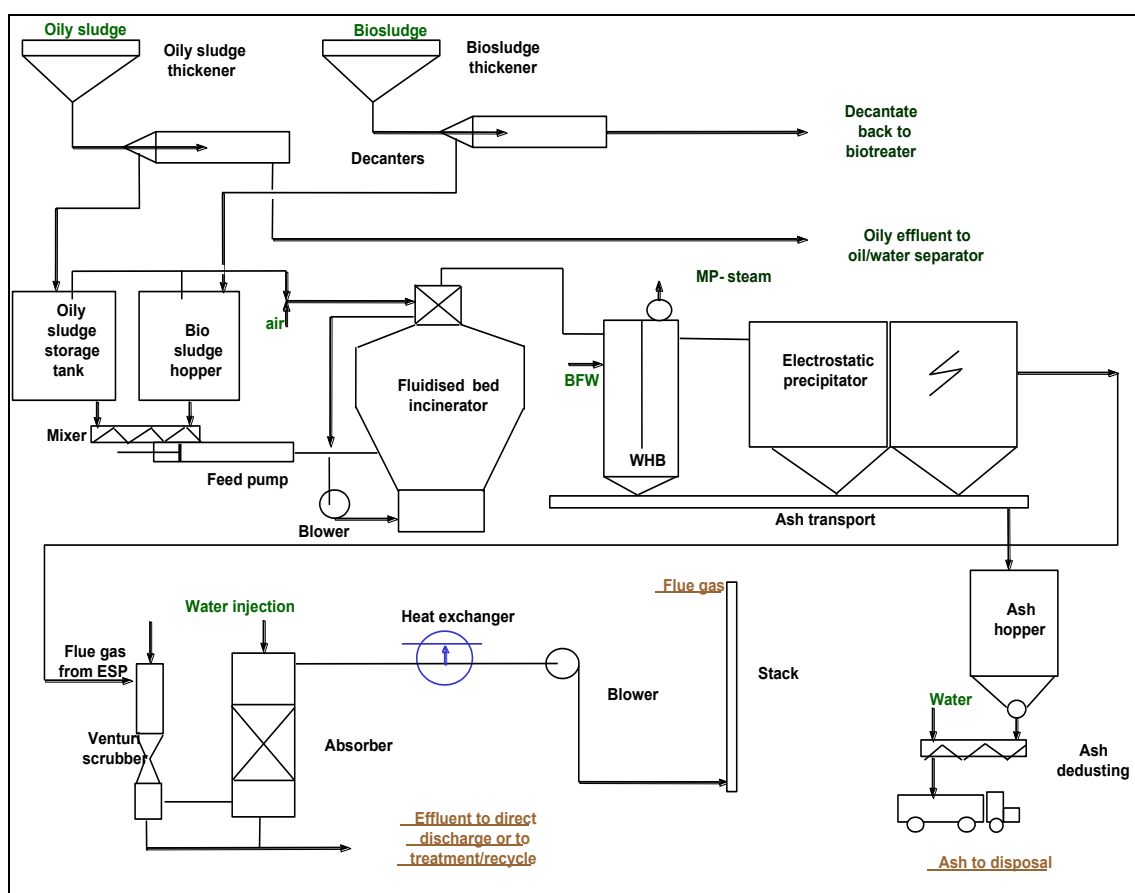 Oily sludge
Oily sludge
thickener
Biosludge
Biosludge
thickener
Decanters
Decantate
back to
biotreater
Oily effluent to
oil/water separator
MP- steam
Oily
sludge
storage
tank
Bio
sludge
hopper
air
Fluidised bed
incinerator
BFW
WHB
Electrostatic
precipitator
Mixer
Feed pump
Blower
Ash transport
Ash
hopper
Water injection
Heat exchanger
Flue gas
Flue gas
from ESP
Blower
Stack
Water
Venturi
scrubber
Absorber
Ash
dedusting
Effluent to direct
discharge or to
treatment/recycle
Ash to disposal